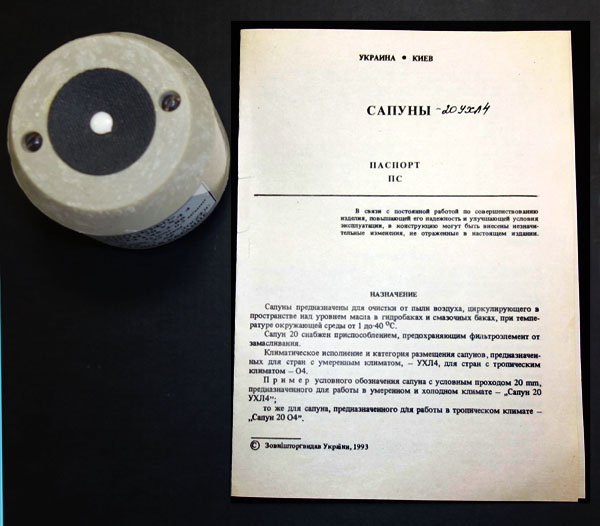 УКРАИНА • КИЕВ
САПУНЫ -20УХЛ4
ПАСПОРТ
ПС
В связи с постоянной работой по совершенствованию
изделия, повышающей его надежность и улучшающей условия
эксплуатации, в конструкцию могут быть внесены незначи-
тельные изменения, не отраженные в настоящем издании.
НАЗНАЧЕНИЕ
Сапуны предназначены для очистки от пыли воздуха, циркулирующего в
пространстве над уровнем масла в гидробаках и смазочных баках, при темпе-
ратуре окружающей среды от 1 до 40 °С.
Сапун 20 снабжен приспособлением, предохраняющим фильтроэлемент от
замасливания.
Климатическое исполнение и категория размещения сапунов, предназначен-
ных для стран с умеренным климатом, — УХЛ4, для стран с тропическим
климатом — О4.
Пример условного обозначения сапуна с условным проходом 20 mm,
предназначенного для работы в умеренном и холодном климате — „Сапун 20
УХЛ4";
то же для сапуна, предназначенного для работы в тропическом климате —
„Сапун 20 О4".
© Зовнішторгвидав України, 1993